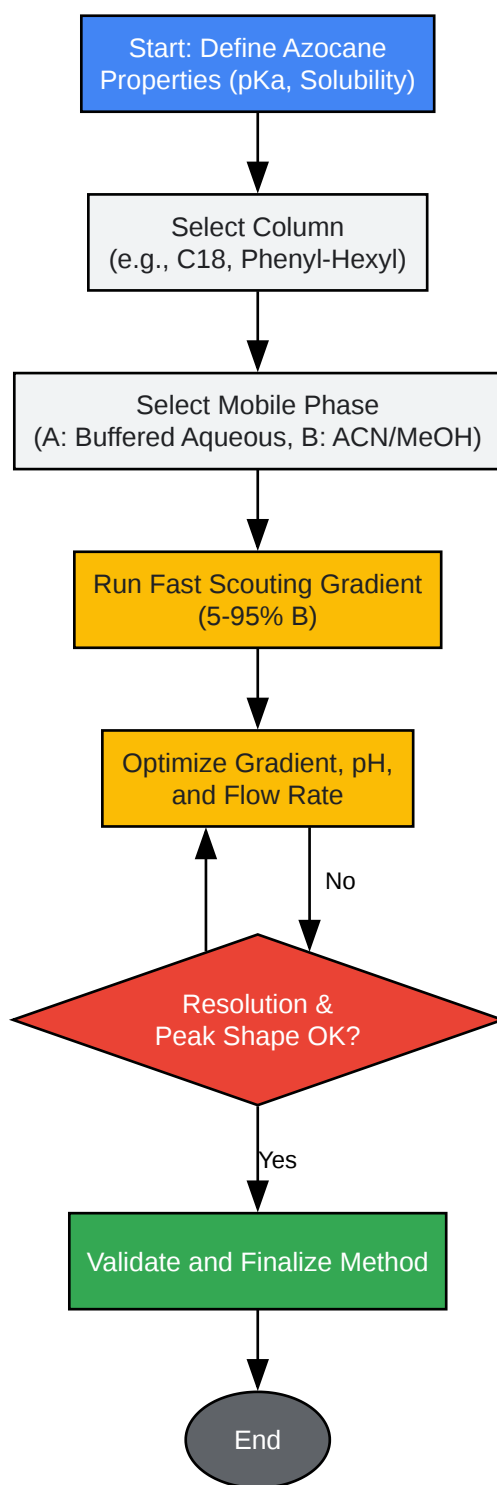 Start: Define Azocane
Properties (pKa, Solubility)
Select Column
(e.g., C18, Phenyl-Hexyl)
Select Mobile Phase
(A: Buffered Aqueous, B: ACN/MeOH)
Run Fast Scouting Gradient
(5-95% B)
Optimize Gradient, pH,
and Flow Rate
No
Resolution &
Peak Shape OK?
Yes
Validate and Finalize Method
End